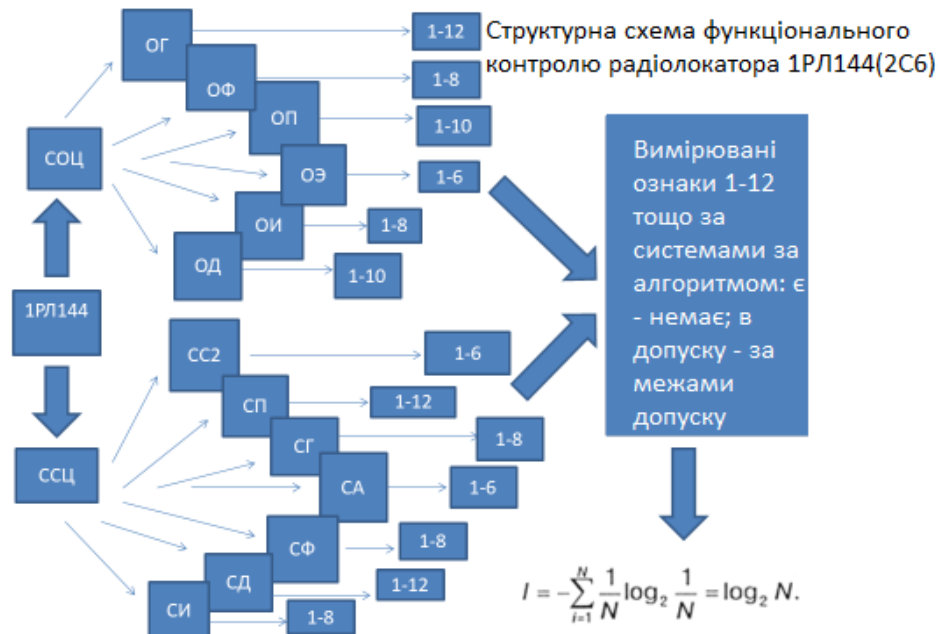 Структурна схема функціонального
контролю радіолокатора 1РЛ144(2С6)
ОГ
1-12
ОФ
1-8
ОП
1-10
СОЦ
ОЭ
1-6
ОИ
1-8
ОД
1-10
1РЛ144
СС2
1-6
СП
1-12
СГ
1-8
ССЦ
СА
1-6
СФ
1-8
СД
1-12
СИ
1-8
Вимірювані
ознаки 1-12
тощо за
системами за
алгоритмом: є
- немає; в
допуску - за
межами
допуску
I = -∑_{i=1}^{N} \frac{1}{N} log₂ \frac{1}{N} = log₂ N.